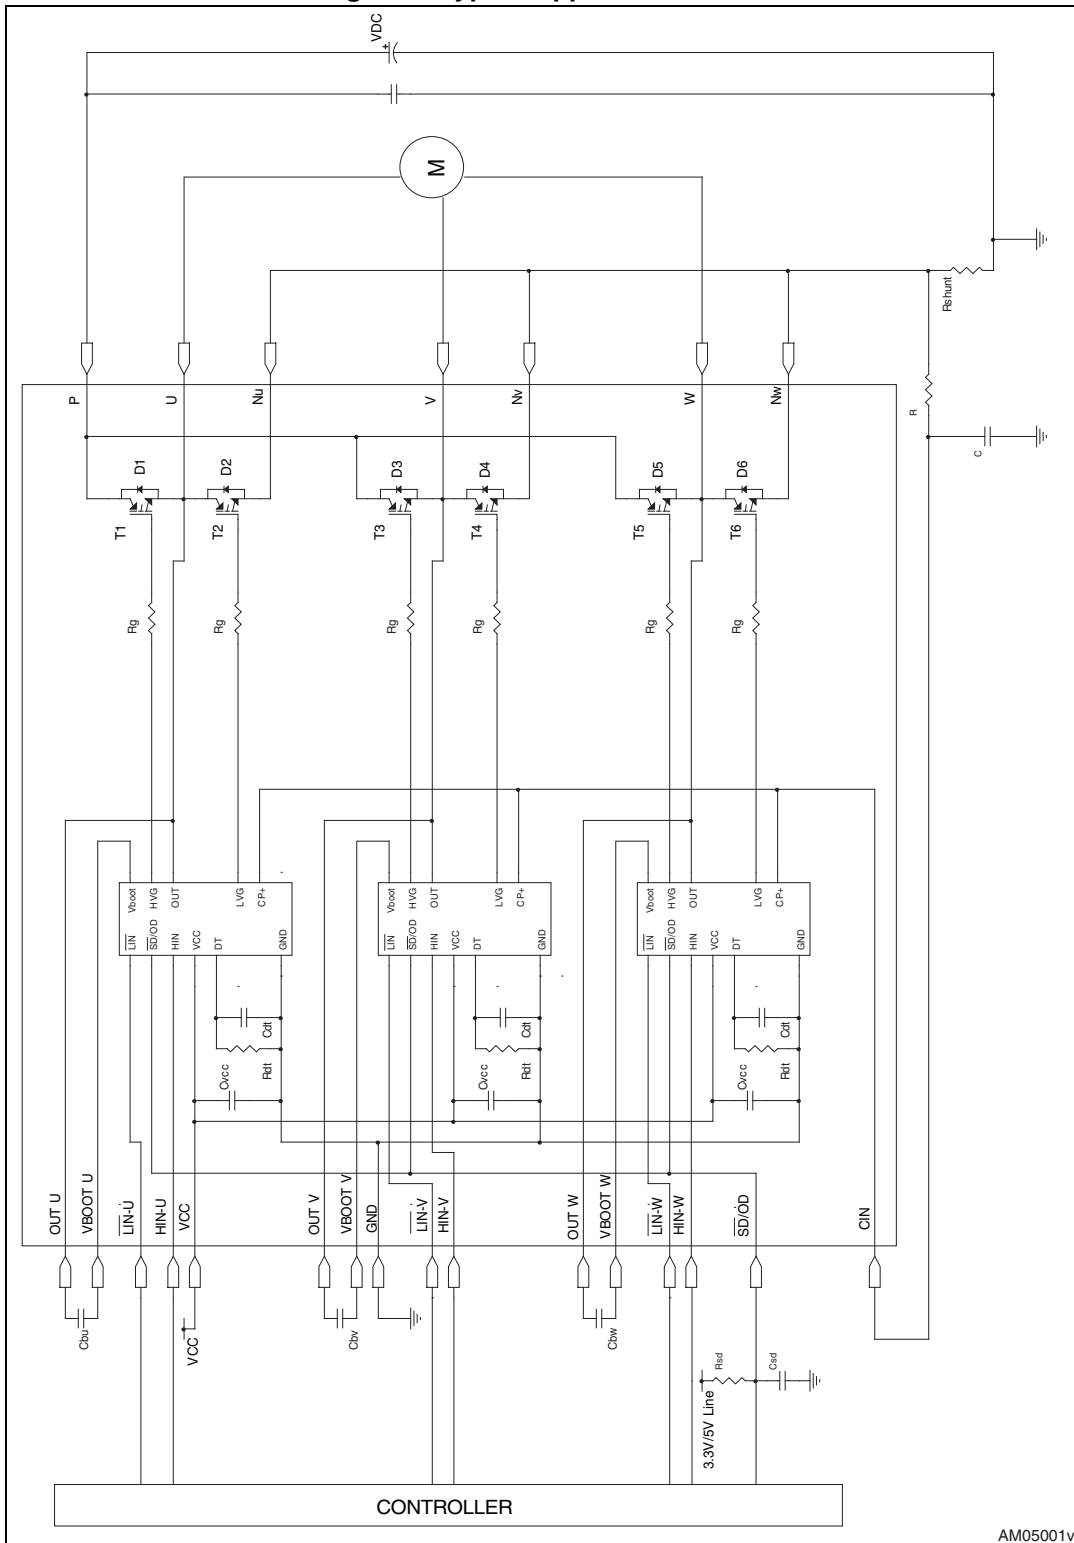 VDC
+
M
Rshunt
P
U
Nu
V
Nv
W
Nw
R
C
D1
D2
D3
D4
D5
D6
T1
T2
T3
T4
T5
T6
Rg
Rg
Rg
Rg
Rg
Rg
Vboot
HVG
OUT
LVG
CP+
LIN
SD/OD
HIN
VCC
DT
GND
Vboot
HVG
OUT
LVG
CP+
LIN
SD/OD
HIN
VCC
DT
GND
Vboot
HVG
OUT
LVG
CP+
LIN
SD/OD
HIN
VCC
DT
GND
Cdt
Rdt
Cvcc
Cdt
Rdt
Cvcc
Cdt
Rdt
Cvcc
OUT U
VBOOT U
LIN-U
HIN-U
VCC
OUT V
VBOOT V
GND
LIN-V
HIN-V
OUT W
VBOOT W
LIN-W
HIN-W
SD/OD
CIN
Cbu
VCC
Cbv
Cbw
Rsd
Csd
3.3V/5V Line
CONTROLLER